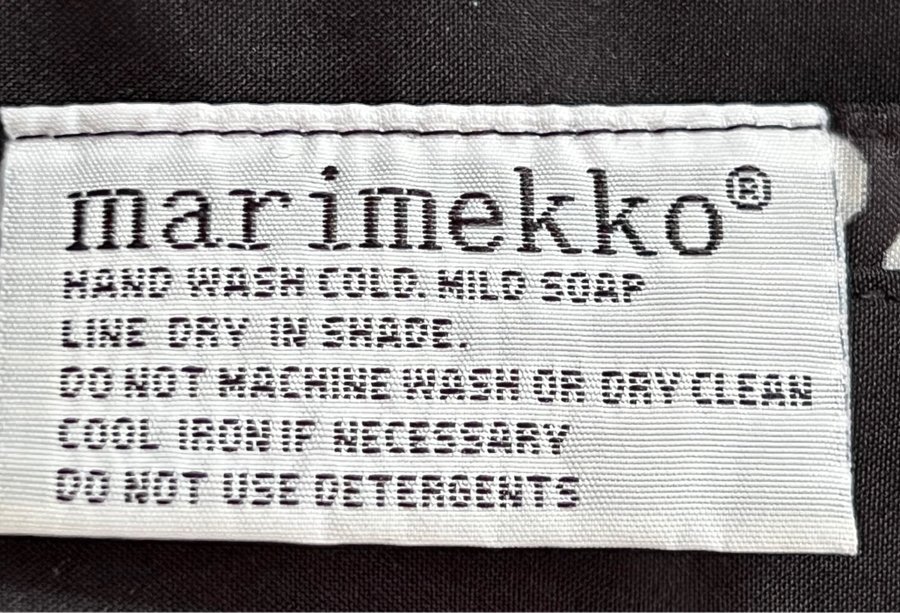 marimekko®
HAND WASH COLD. MILD SOAP
LINE DRY IN SHADE.
DO NOT MACHINE WASH OR DRY CLEAN
COOL IRON IF NECESSARY
DO NOT USE DETERGENTS